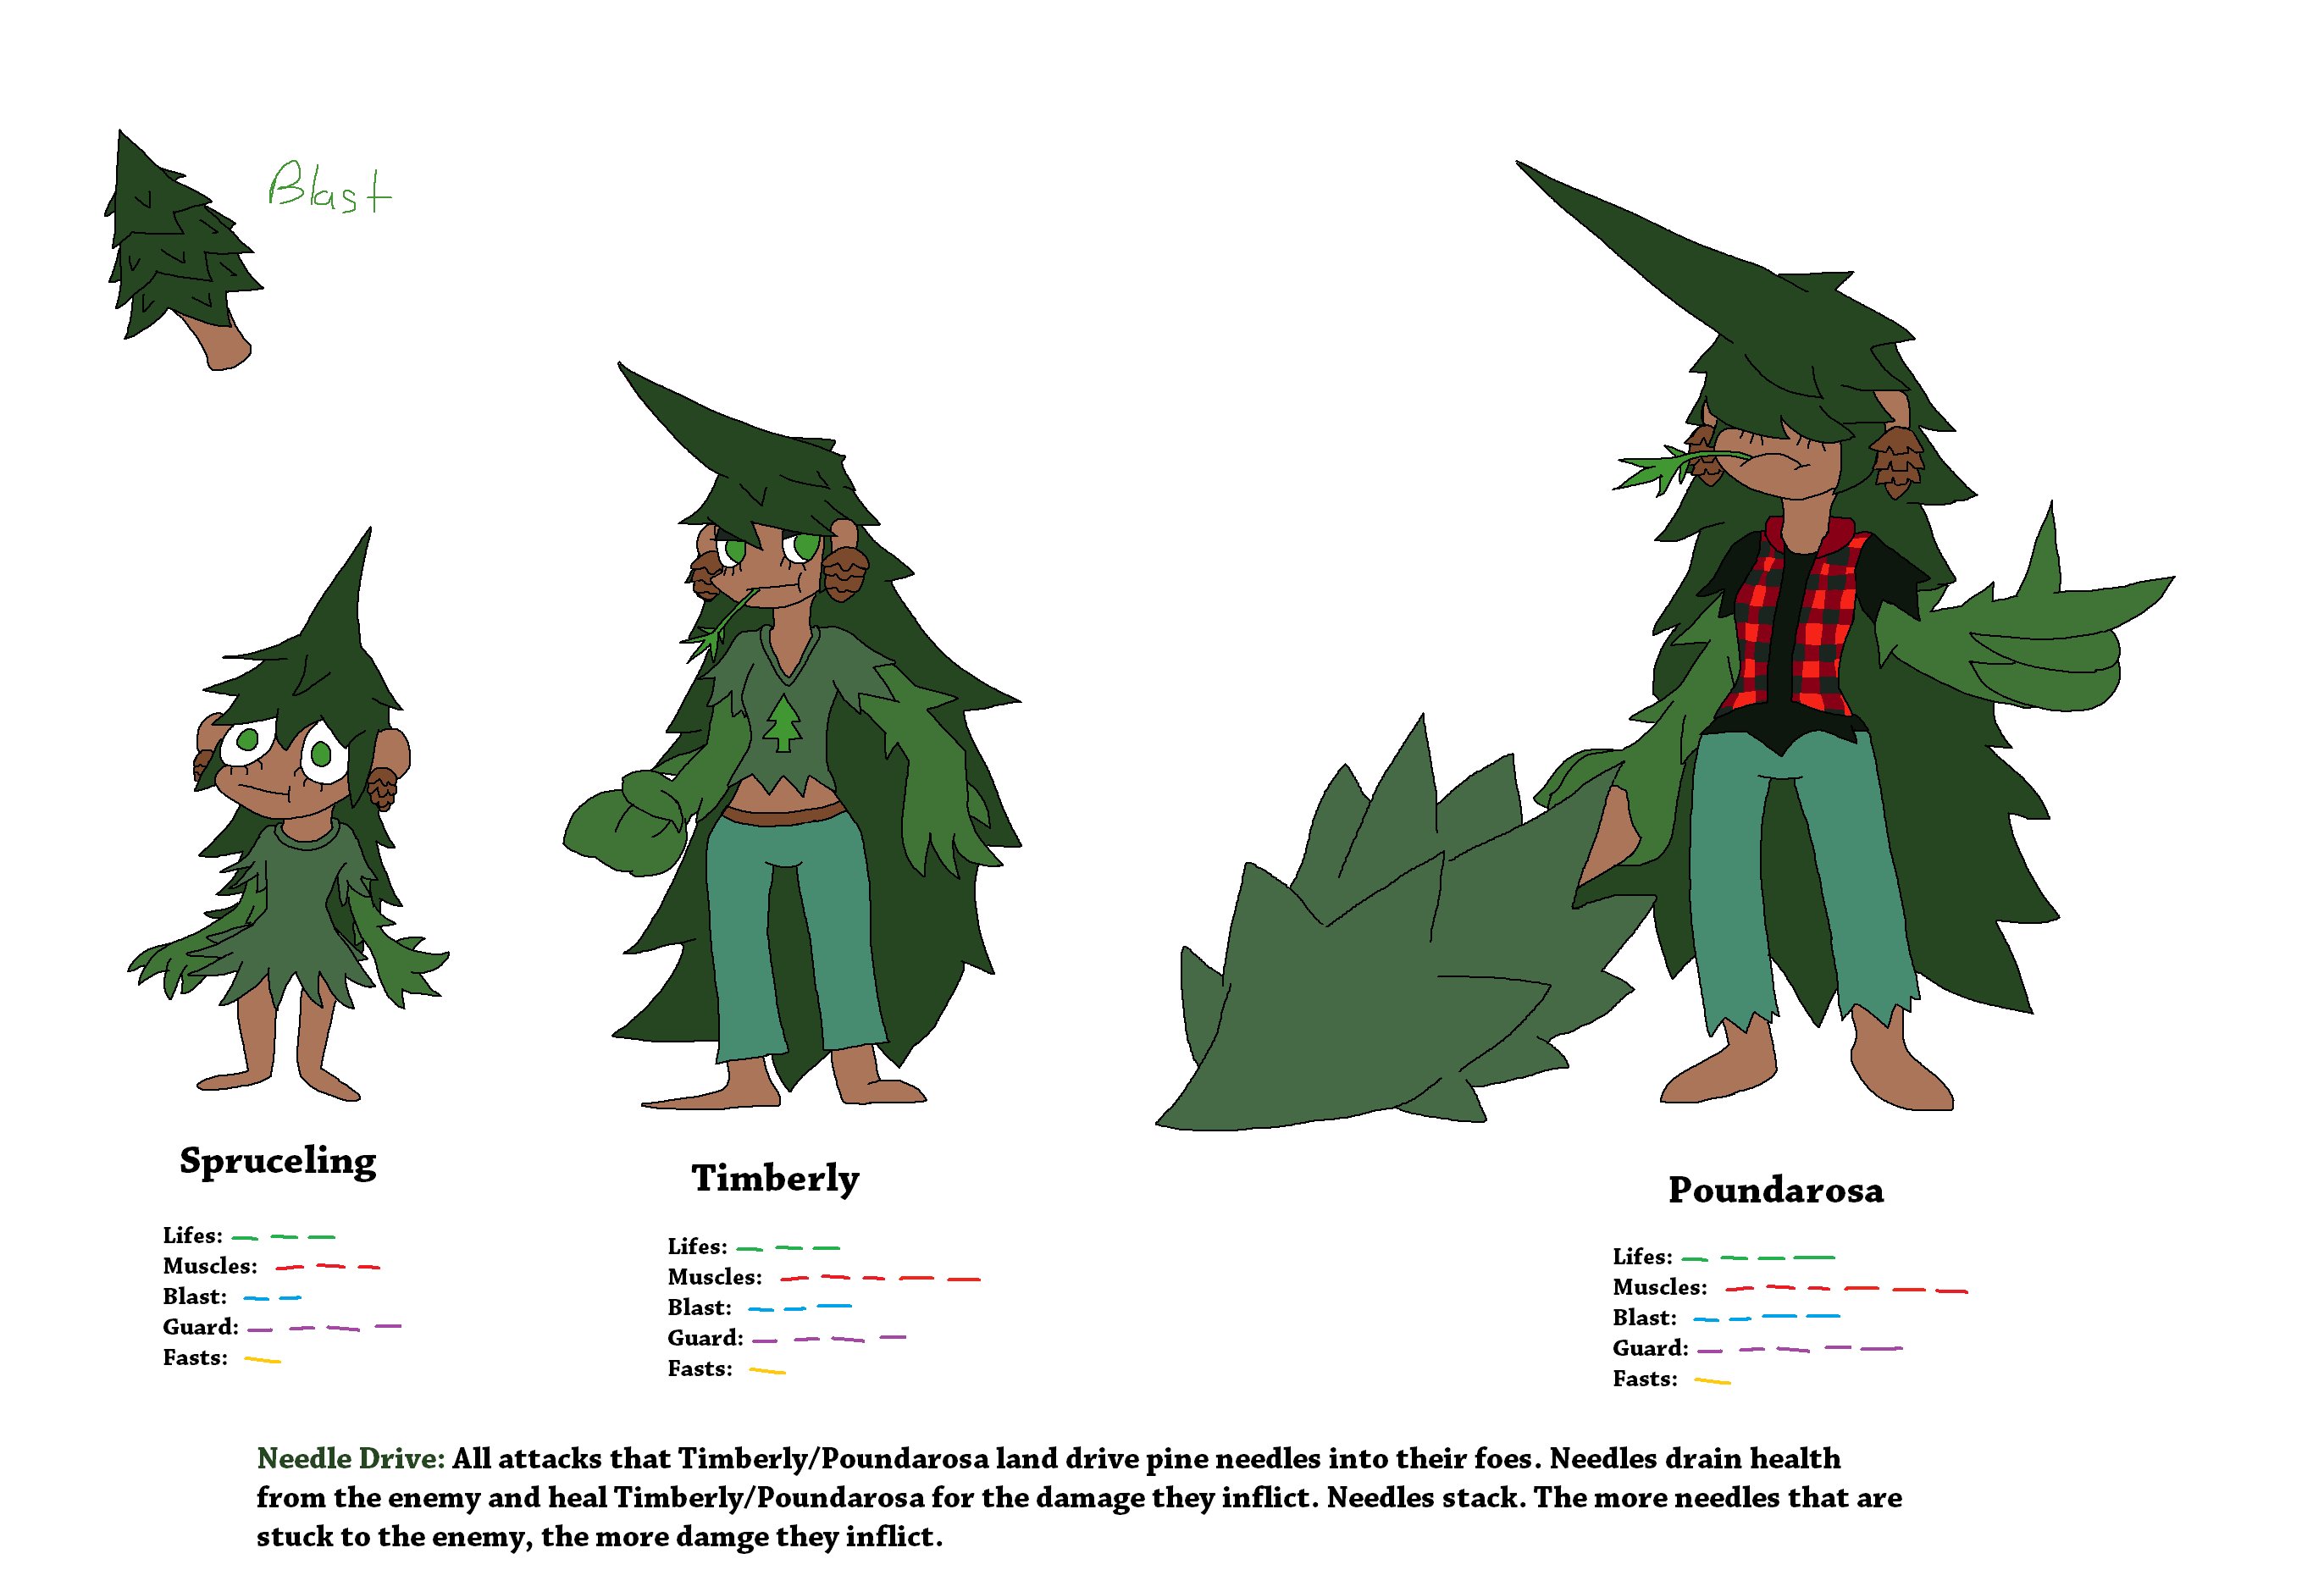 Blast
Spruceling
Lifes:
Muscles:
Blast:
Guard:
Fasts:
Timberly
Lifes:
Muscles:
Blast:
Guard:
Fasts:
Poundarosa
Lifes:
Muscles:
Blast:
Guard:
Fasts:
Needle Drive: All attacks that Timberly/Poundarosa land drive pine needles into their foes. Needles drain health
from the enemy and heal Timberly/Poundarosa for the damage they inflict. Needles stack. The more needles that are
stuck to the enemy, the more damge they inflict.